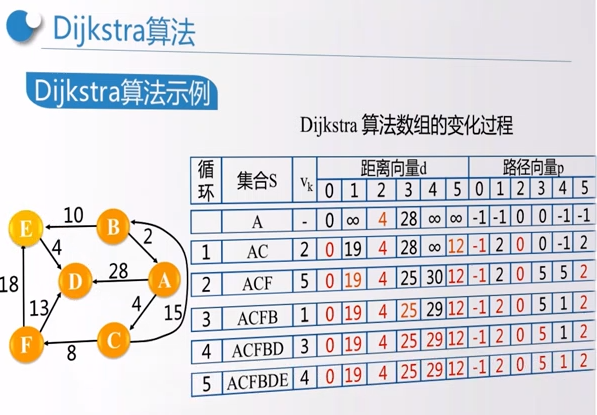 Dijkstra算法
Dijkstra算法示例
Dijkstra 算法数组的变化过程
循环 集合S vk 距离向量d 路径向量p
0 1 2 3 4 5 0 1 2 3 4 5
A - 0 ∞ 4 28 ∞ ∞ -1 -1 0 0 -1 -1
1 AC 2 0 19 4 28 ∞ 12 -1 2 0 0 -1 2
2 ACF 5 0 19 4 25 30 12 -1 2 0 5 5 2
3 ACFB 1 0 19 4 25 29 12 -1 2 0 5 1 2
4 ACFBD 3 0 19 4 25 29 12 -1 2 0 5 1 2
5 ACFBDE 4 0 19 4 25 29 12 -1 2 0 5 1 2
10
E B
4 2
D 28 A
18 13 4 15
F C
8